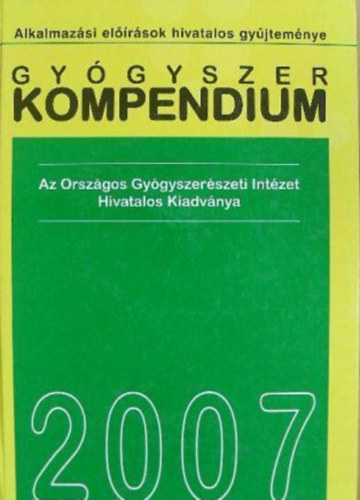 Alkalmazási előírások hivatalos gyűjteménye
GYÓGYSZER
KOMPENDIUM
Az Országos Gyógyszerészeti Intézet
Hivatalos Kiadványa
2007